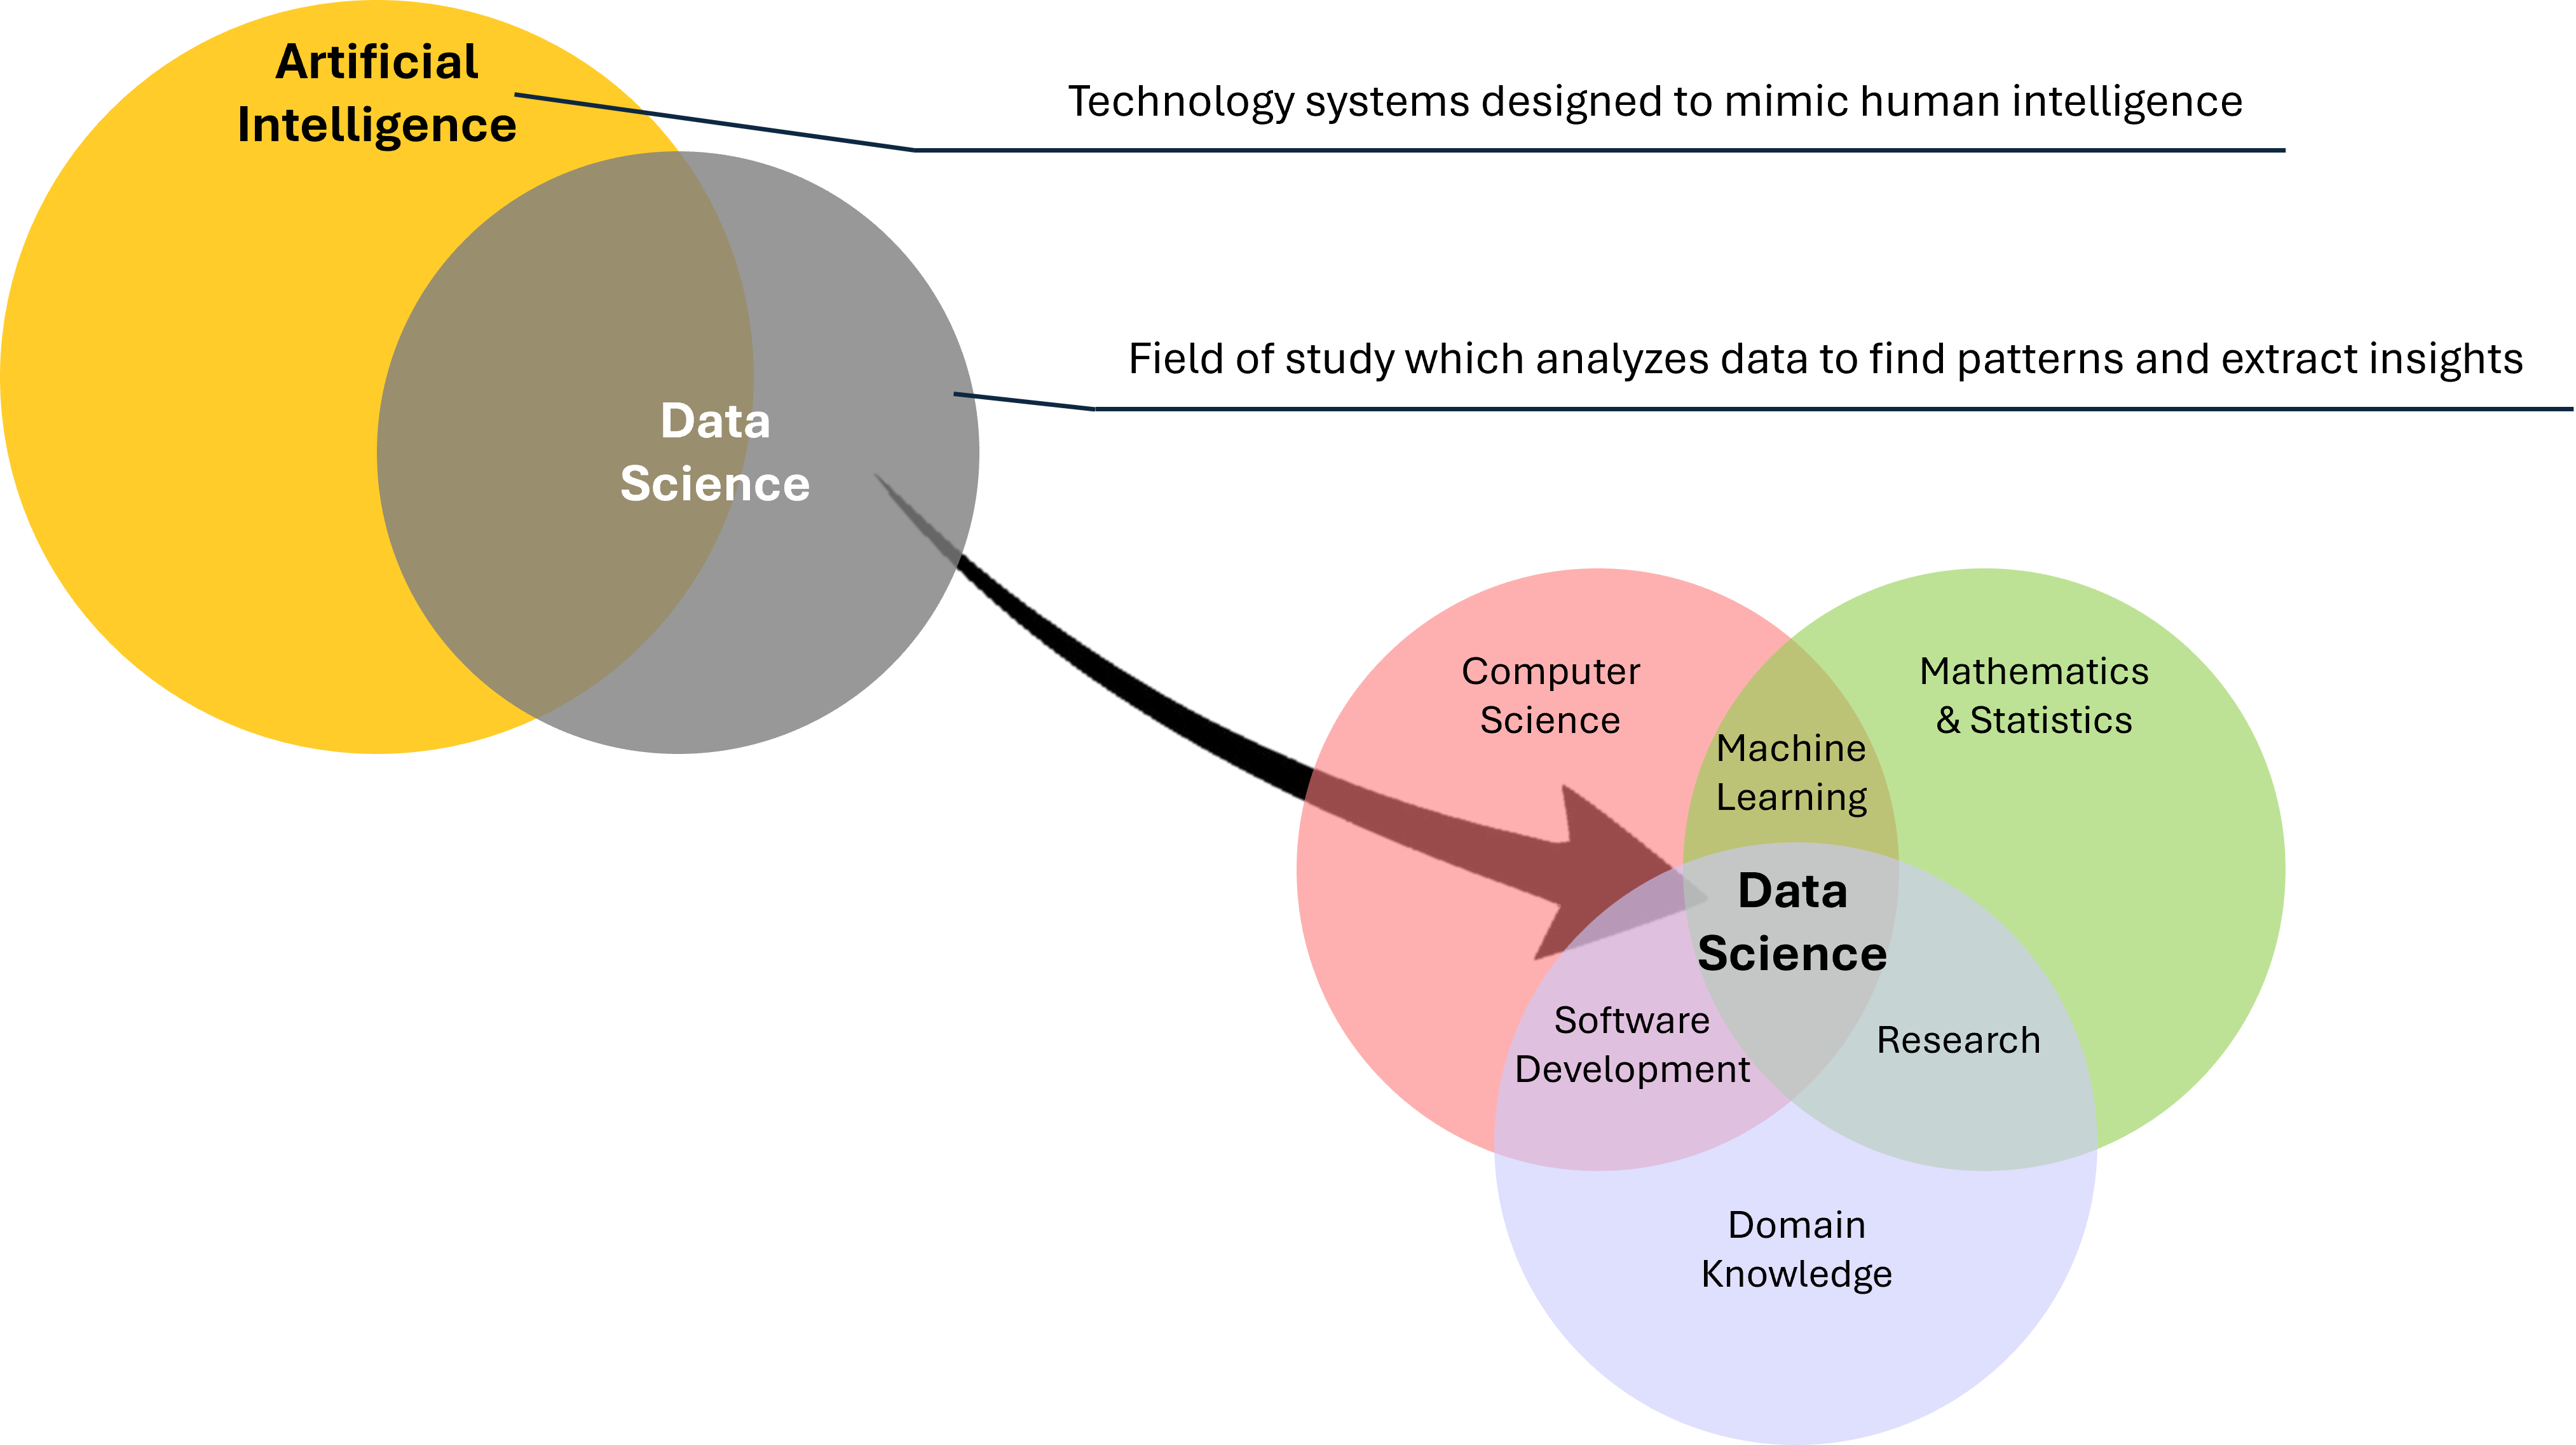 Artificial
Intelligence
Technology systems designed to mimic human intelligence
Field of study which analyzes data to find patterns and extract insights
Data
Science
Computer
Science
Mathematics
& Statistics
Machine
Learning
Data
Science
Software
Development
Research
Domain
Knowledge